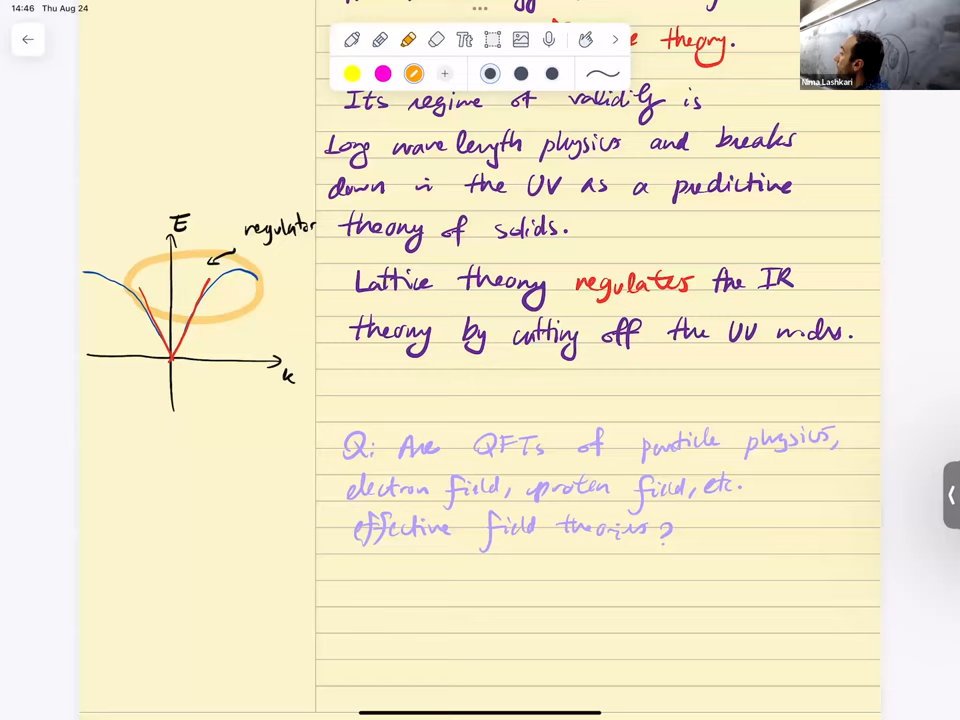 14:46 Thu Aug 24
Tt
theory.
Nima Lashkari
Its regime of validity is
Long wavelength physics and breaks
down in the UV as a predictive
theory of solids.
E
regulator
Lattice theory regulates the IR
theory by cutting off the UV modes.
k
Q: Are QFTs of particle physics,
electron field, proton field, etc.
effective field theories?